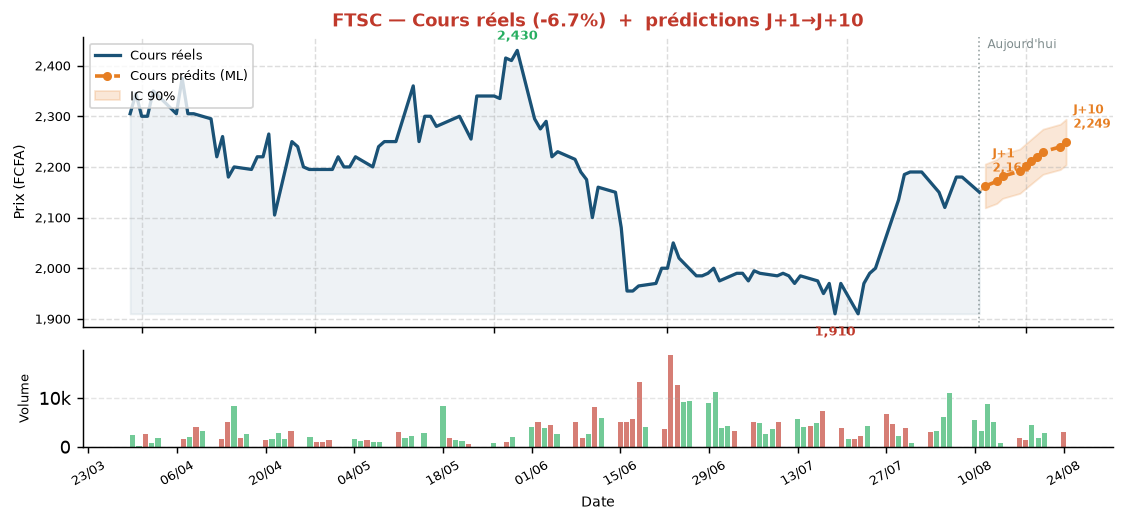 FTSC — Cours réels (-6.7%) + prédictions J+1→J+10
2,430
Aujourd'hui
Cours réels
Cours prédits (ML)
IC 90%
J+10
2,249
J+1
1,910
Prix (FCFA)
2,400
2,300
2,200
2,100
2,000
1,900
Volume
10k
0
23/03
06/04
20/04
04/05
18/05
01/06
15/06
29/06
13/07
27/07
10/08
24/08
Date